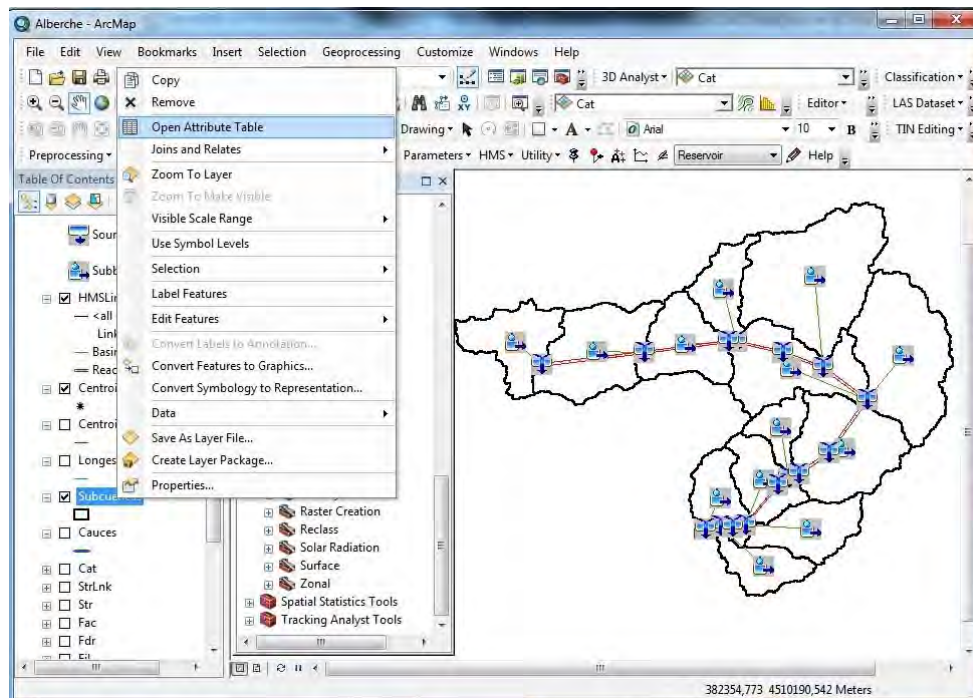 Alberche - ArcMap
File Edit View Bookmarks Insert Selection Geoprocessing Customize Windows Help
3D Analyst Cat Classification
Cat Editor LAS Dataset
Drawing A Arial 10 B TIN Editing
Preprocessing Parameters HMS Utility Reservoir Help
Table Of Contents
Copy
Remove
Open Attribute Table
Joins and Relates
Zoom To Layer
Zoom To Make Visible
Visible Scale Range
Use Symbol Levels
Selection
Label Features
Edit Features
Convert Labels to Annotation...
Convert Features to Graphics...
Convert Symbology to Representation...
Data
Save As Layer File...
Create Layer Package...
Properties...
Sour
Subb
HMSLin
<all
Link
Basin
Reac
Centroi
Centroi
Longes
Subcue
Cauces
Cat
StrLnk
Str
Fac
Fdr
Fil
Raster Creation
Reclass
Solar Radiation
Surface
Zonal
Spatial Statistics Tools
Tracking Analyst Tools
382354,773 4510190,542 Meters